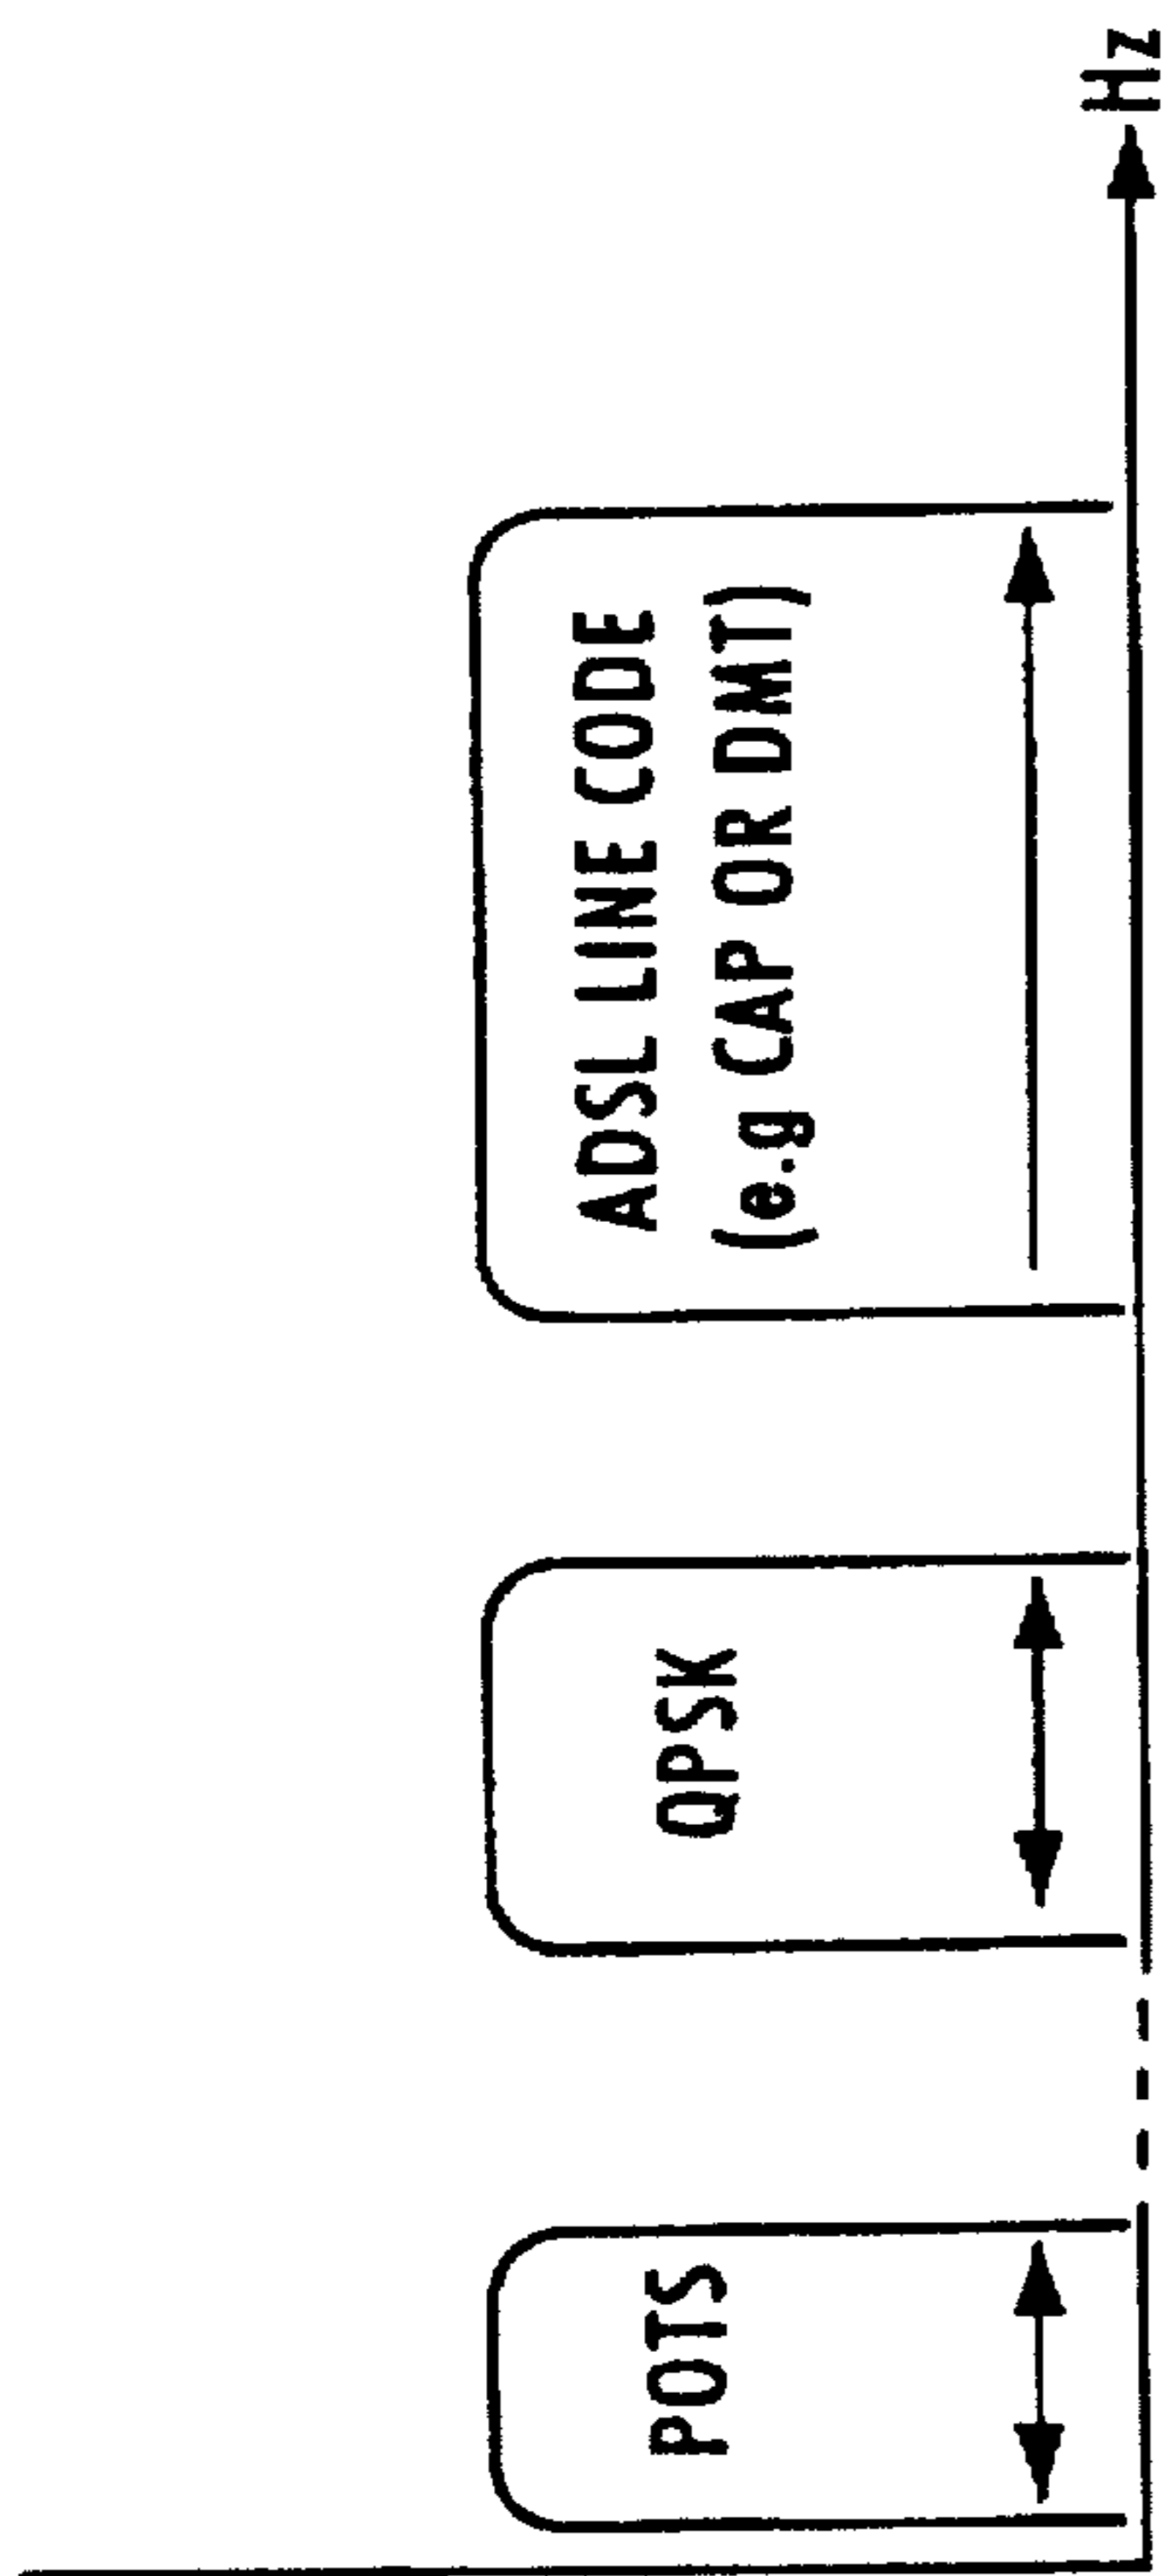 POTS
QPSK
ADSL LINE CODE
(e.g CAP OR DMT)
Hz